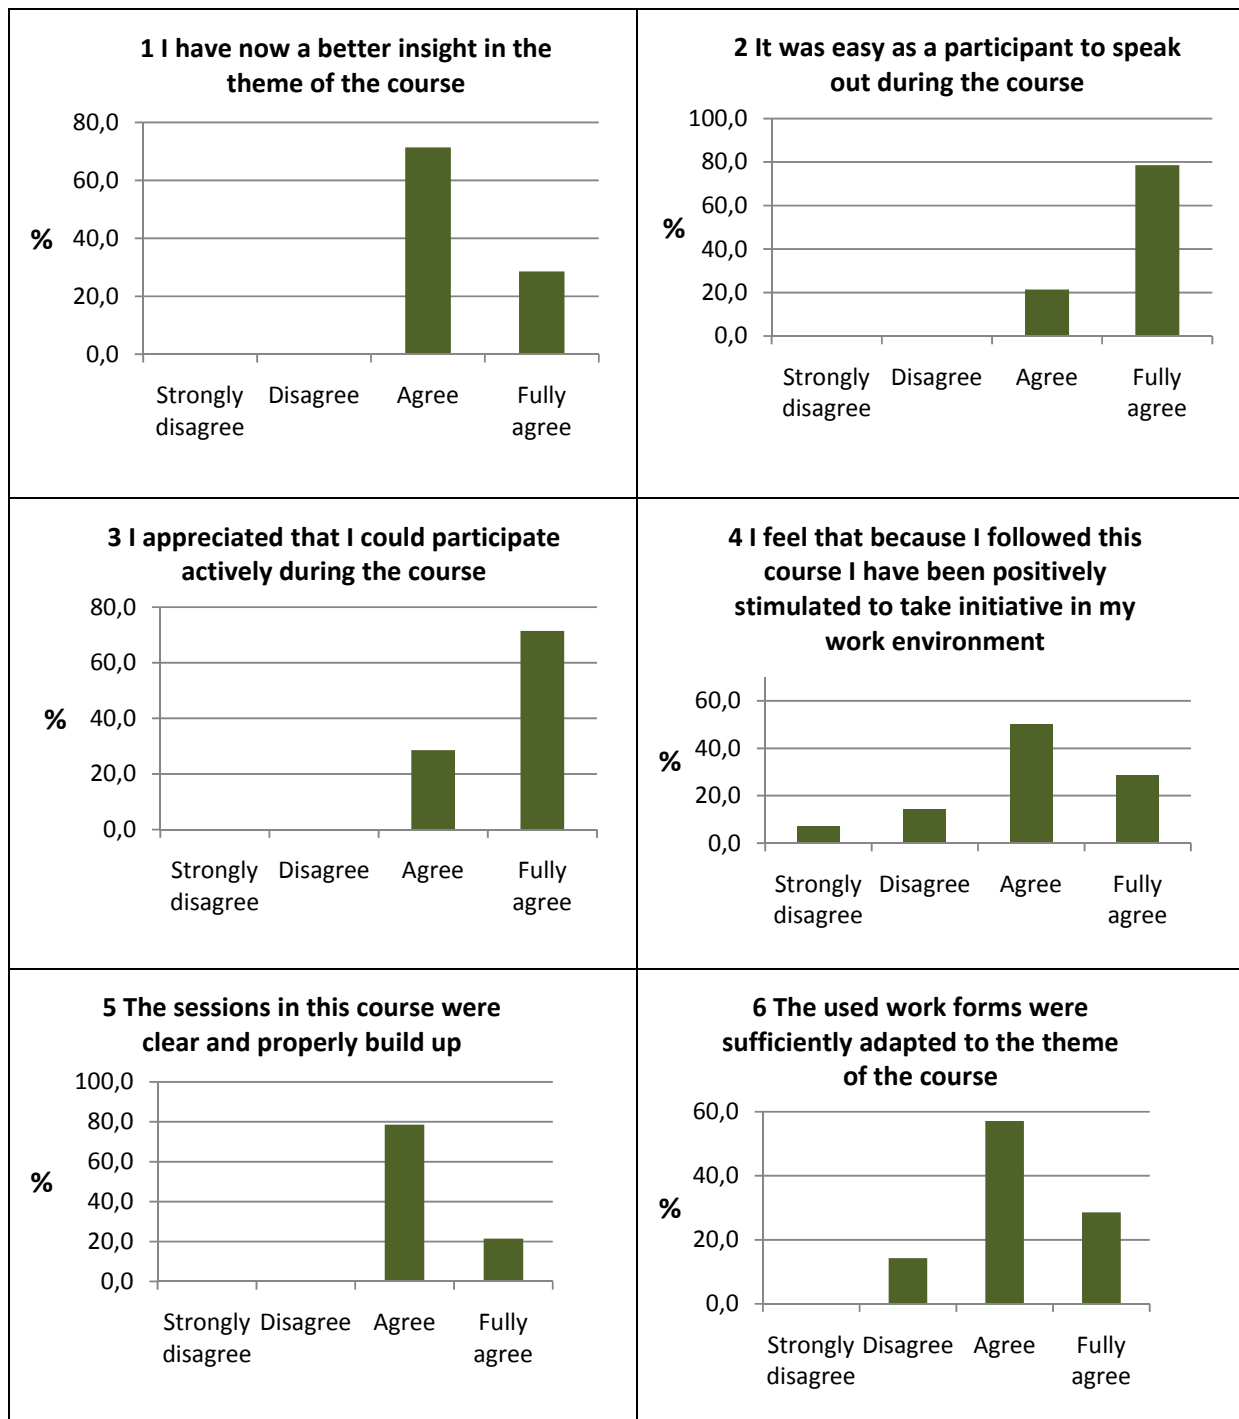 1 I have now a better insight in the
theme of the course
80,0
60,0
40,0
20,0
0,0
%
Strongly disagree
Disagree
Agree
Fully agree
2 It was easy as a participant to speak
out during the course
100,0
80,0
60,0
40,0
20,0
0,0
%
Strongly disagree
Disagree
Agree
Fully agree
3 I appreciated that I could participate
actively during the course
80,0
60,0
40,0
20,0
0,0
%
Strongly disagree
Disagree
Agree
Fully agree
4 I feel that because I followed this
course I have been positively
stimulated to take initiative in my
work environment
60,0
40,0
20,0
0,0
%
Strongly disagree
Disagree
Agree
Fully agree
5 The sessions in this course were
clear and properly build up
100,0
80,0
60,0
40,0
20,0
0,0
%
Strongly disagree
Disagree
Agree
Fully agree
6 The used work forms were
sufficiently adapted to the theme
of the course
60,0
40,0
20,0
0,0
%
Strongly disagree
Disagree
Agree
Fully agree